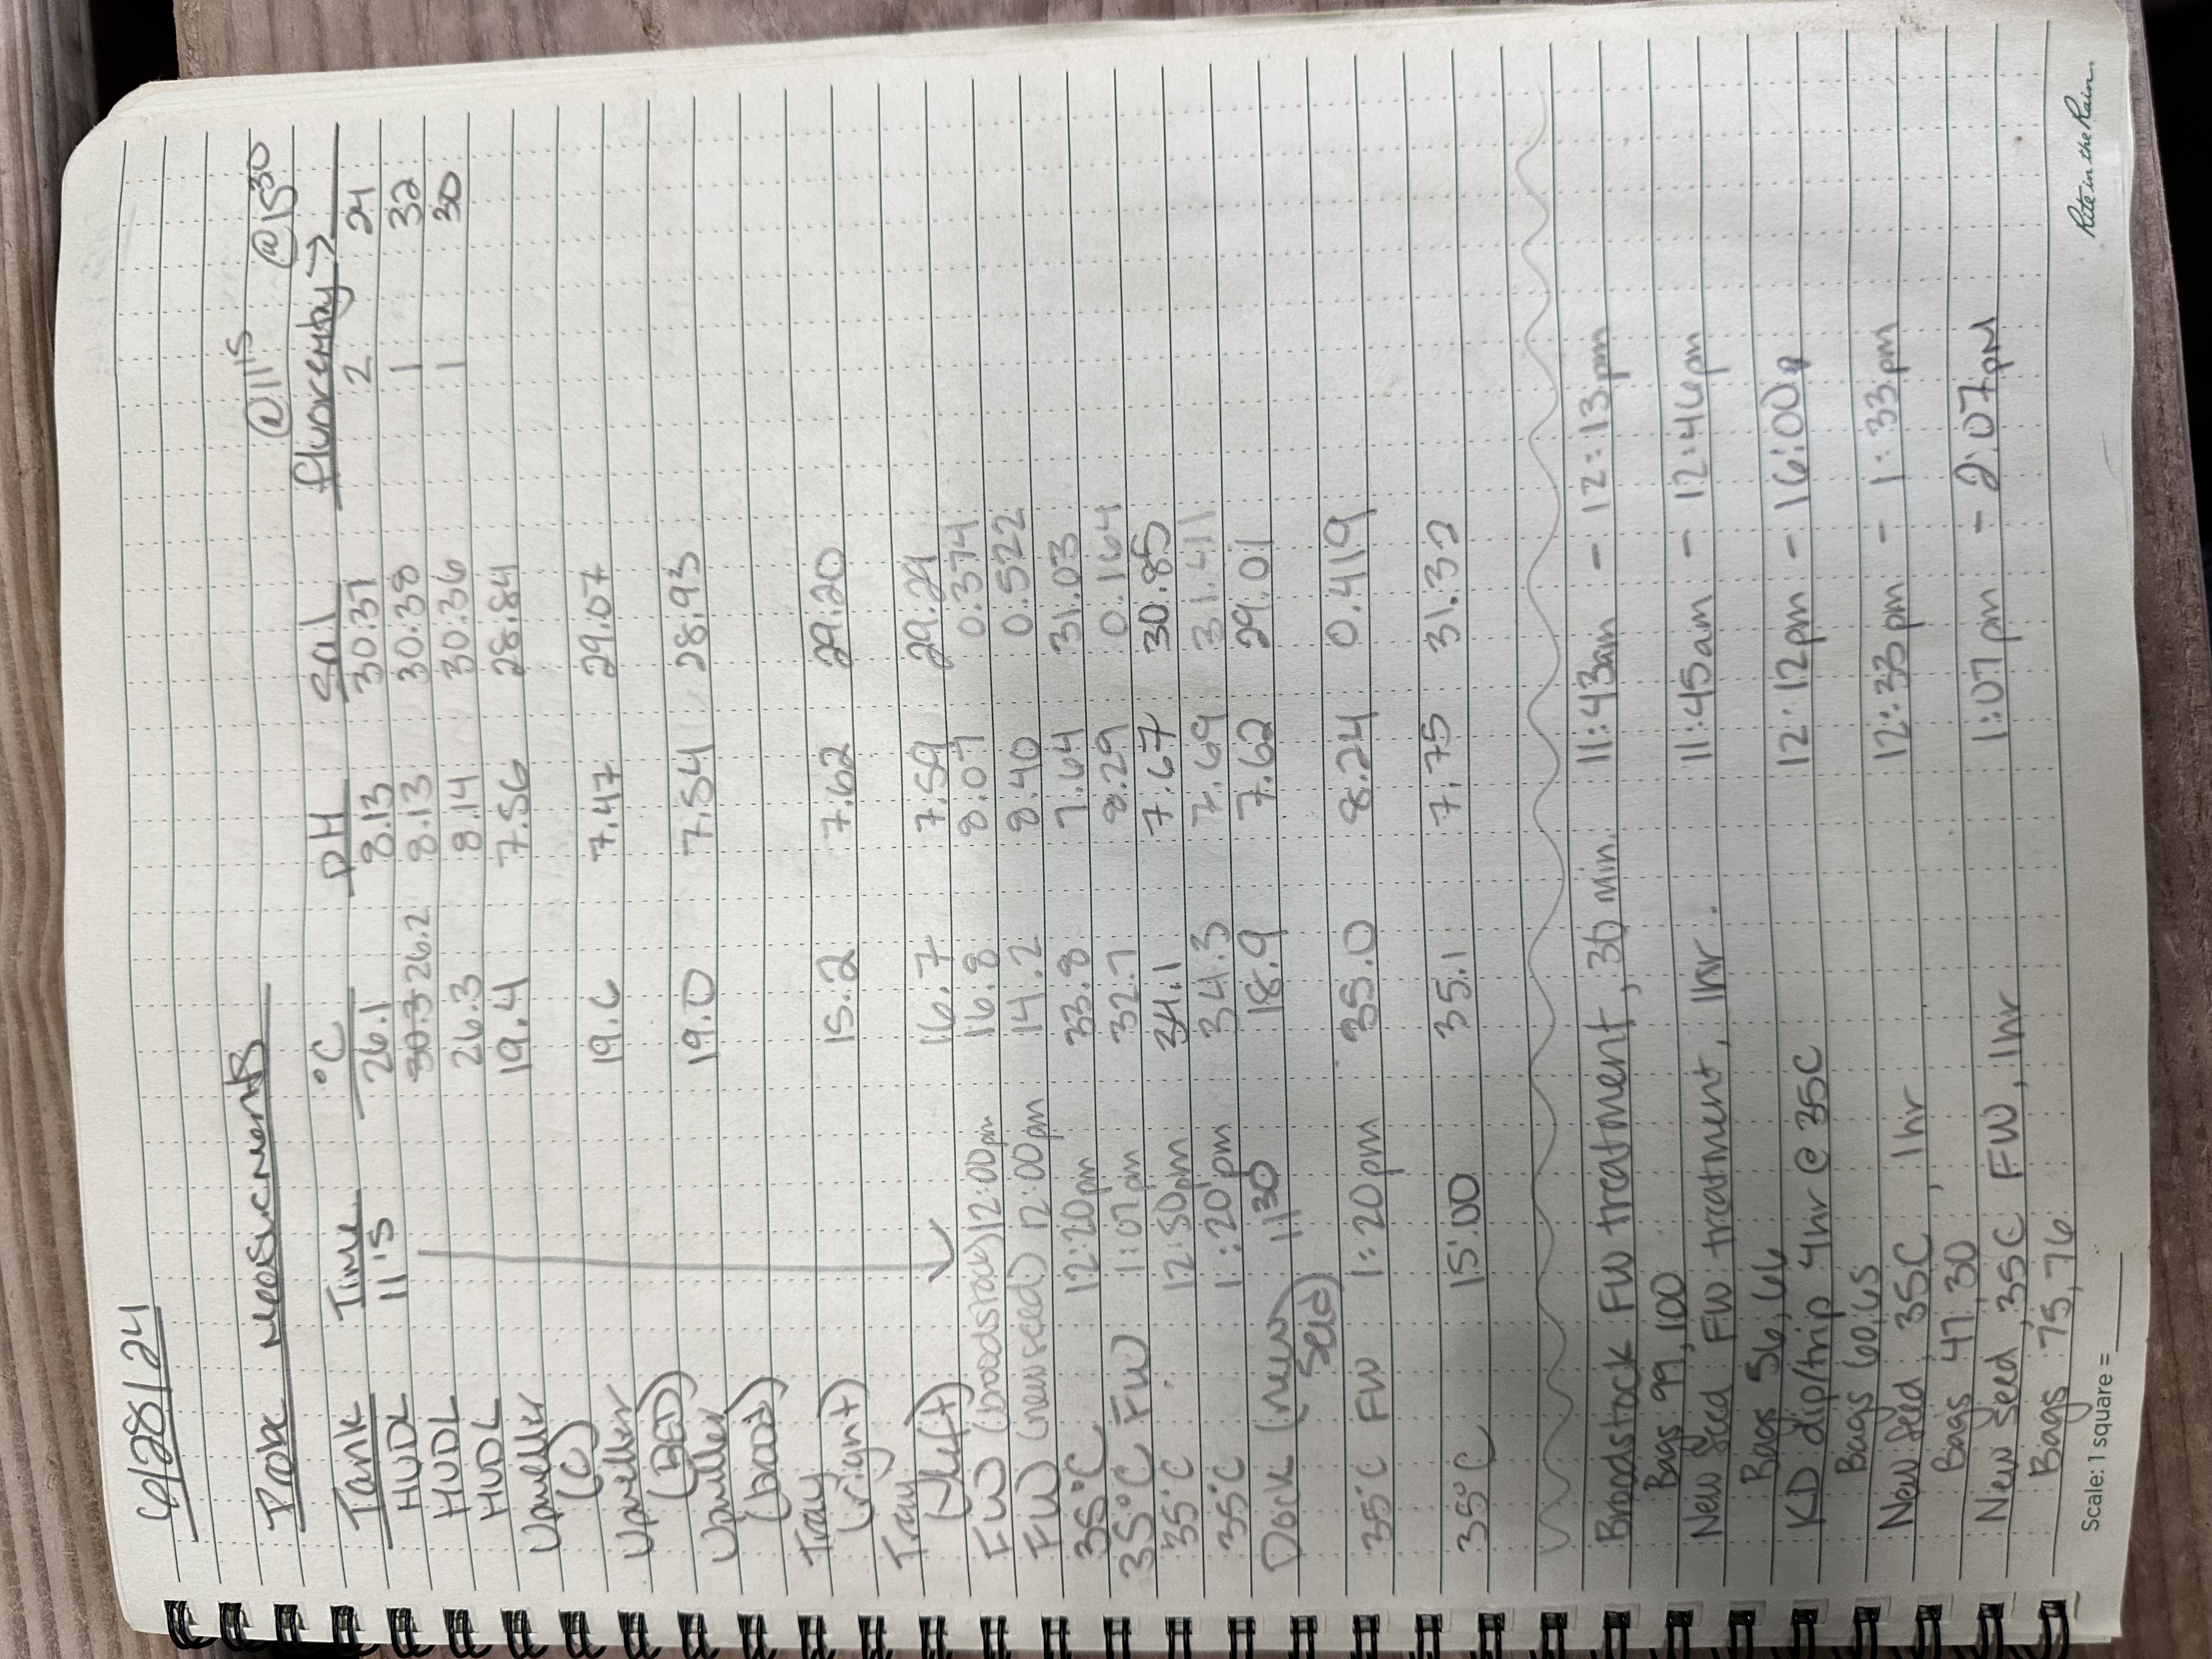 6/28/24
Probe Measurments
@1115 @1530
Tank Time °C pH Sal fluorenty →
HUDL 11'15 26.1 8.13 30.37 2 24
HUDL 30.3 26.2 8.13 30.38 1 32
HUDL 26.3 8.14 30.36 1 30
Upweller 19.4 7.56 28.84
(C)
Upweller 19.6 7.47 29.07
(BED)
Upweller 19.0 7.54 28.93
(brood)
Tray
(right) 15.2 7.62 29.20
Tray
(left) 16.7 7.59 29.29
FW (broodstock) 12:00pm 16.8 8.07 0.374
FW (new seed) 12:00pm 14.2 8.40 0.522
35°C 12:20pm 33.8 7.64 31.03
35°C FW 1:07pm 32.7 8.29 0.164
35°C 12:50pm 34.1 7.67 30.85
35°C 1:20pm 34.3 7.69 31.411
Dock (new 1130 18.9 7.62 29.01
seed)
35°C FW 1:20pm 35.0 8.24 0.419
35°C 15:00 35.1 7.75 31.32
Broodstock FW treatment, 30 min. 11:43am - 12:13pm
Bags 99, 100
New Seed FW treatment, 1hr. 11:45am - 12:46pm
Bags 56, 66
KD dip/trip 4hr @ 35C 12:12pm - 16:00
Bags 60, 65
New Seed, 35C, 1hr 12:33pm - 1:33pm
Bags 47, 30
New seed, 35C FW, 1hr 1:07pm - 2:07pm
Bags 75, 76
Scale: 1 square =
Rite in the Rain.